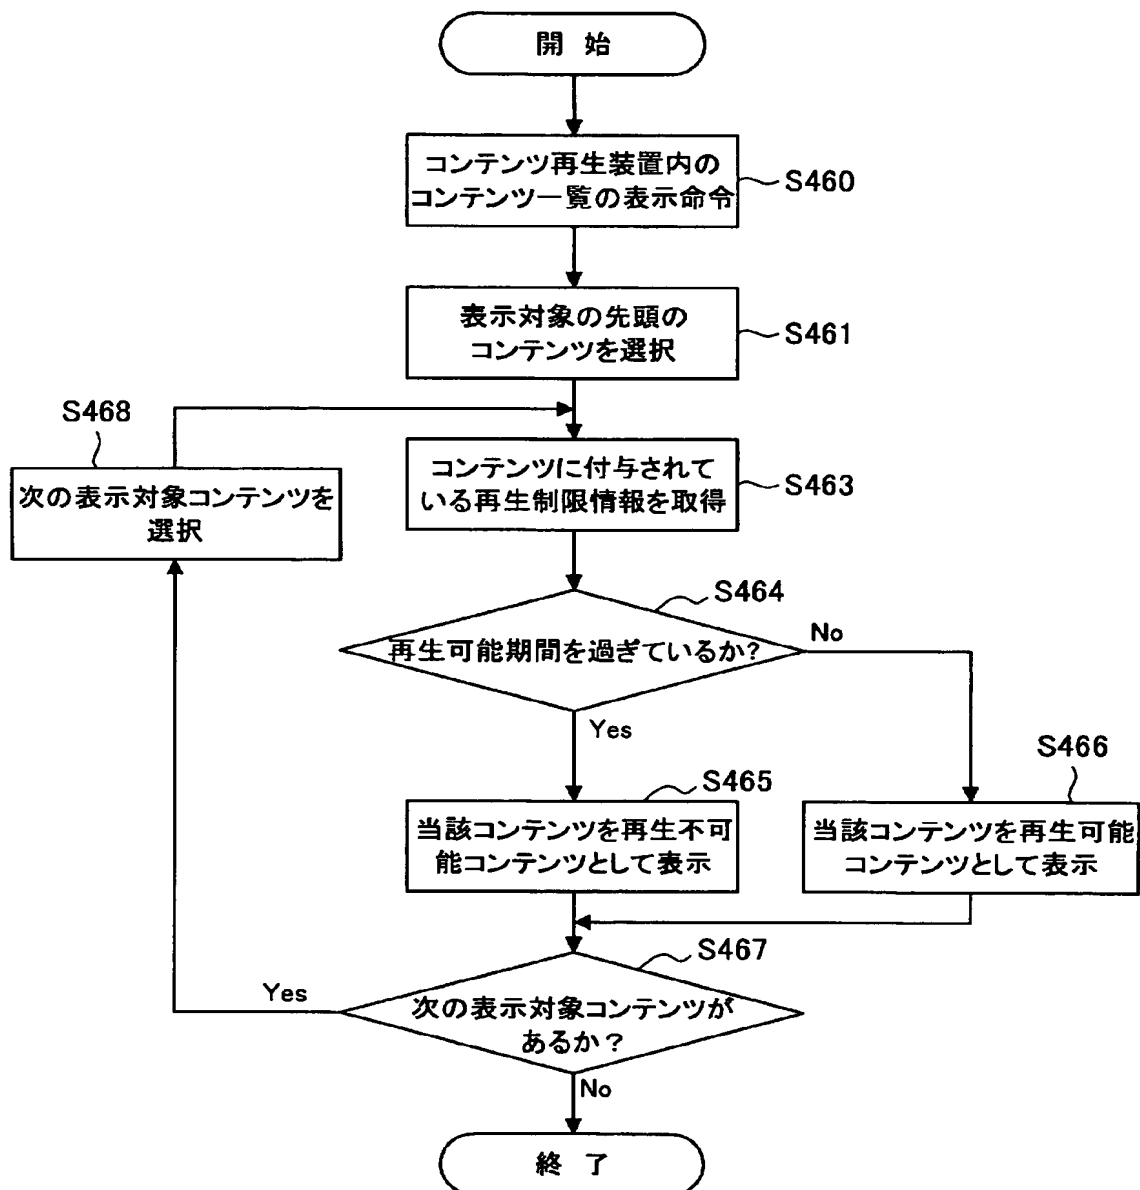 開始
コンテンツ再生装置内の
コンテンツ一覧の表示命令
S460
表示対象の先頭の
コンテンツを選択
S461
S468
次の表示対象コンテンツを
選択
コンテンツに付与されて
いる再生制限情報を取得
S463
S464
再生可能期間を過ぎているか?
No
Yes
S465
当該コンテンツを再生不可
能コンテンツとして表示
S466
当該コンテンツを再生可能
コンテンツとして表示
S467
次の表示対象コンテンツが
あるか?
Yes
No
終了